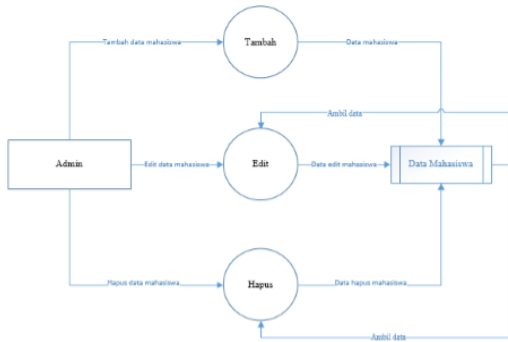 Tambah data mahasiswa
Tambah
Data mahasiswa
Ambil data
Admin
Edit data mahasiswa
Edit
Data edit mahasiswa
Data Mahasiswa
Hapus data mahasiswa
Hapus
Data hapus mahasiswa
Ambil data